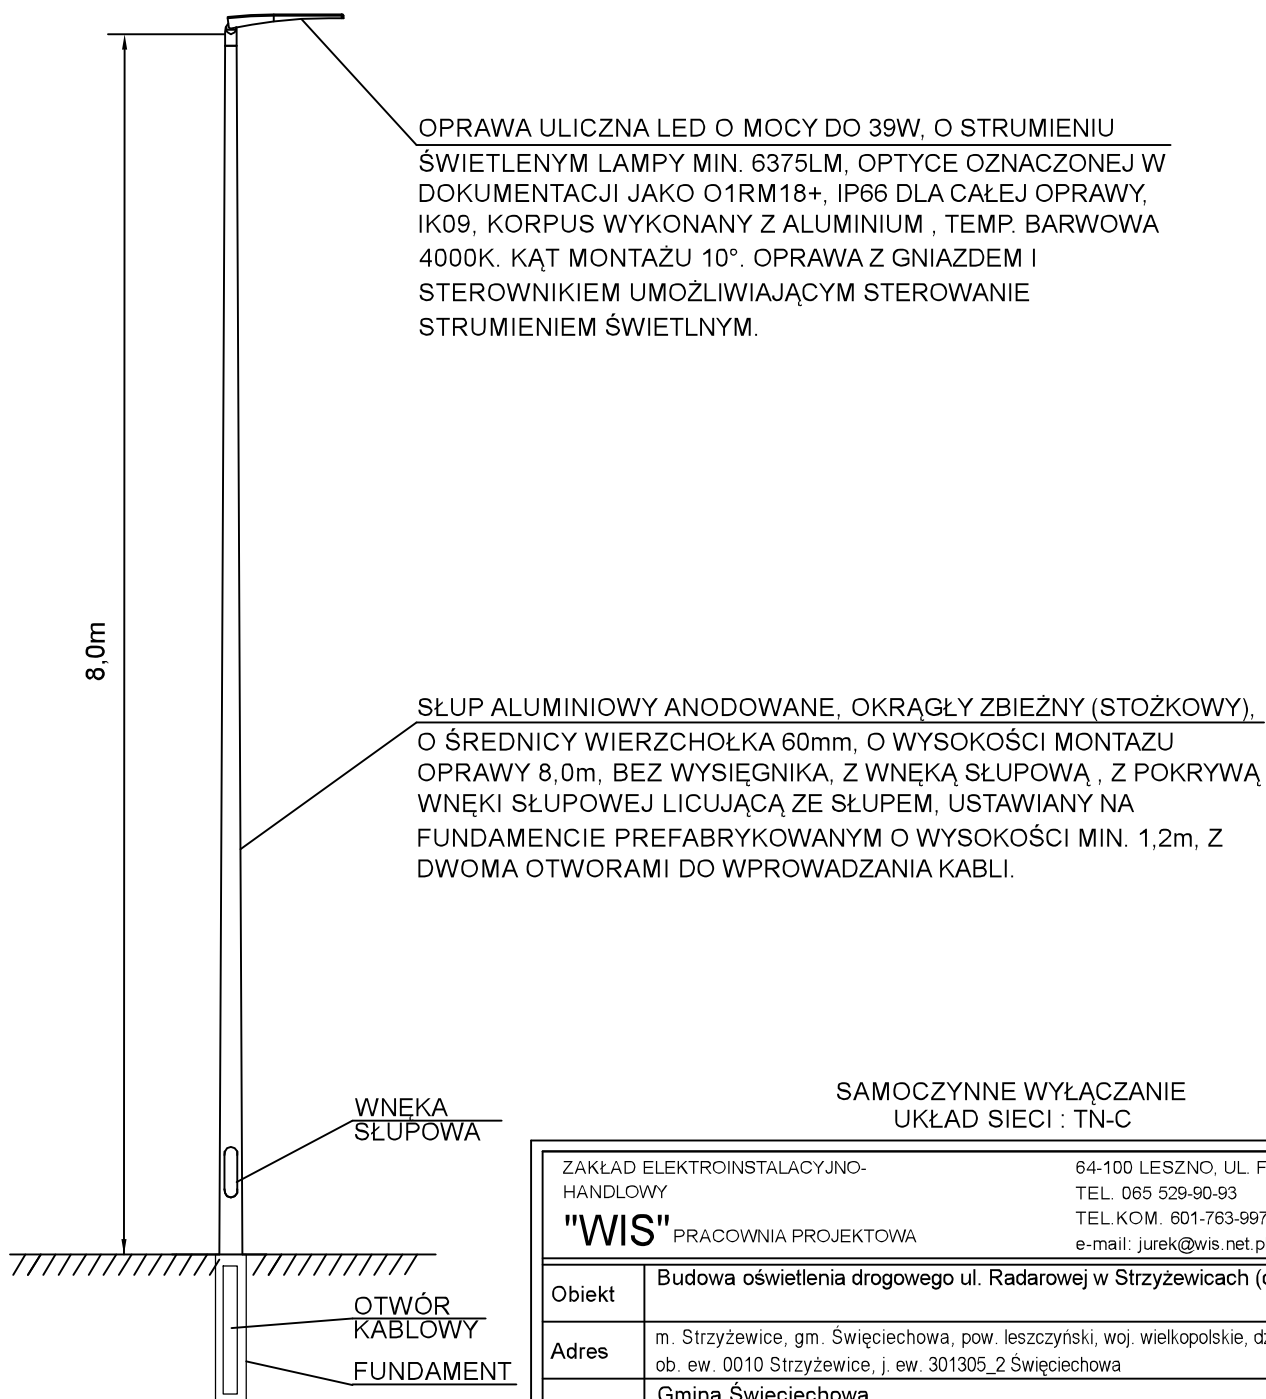 OPRAWA ULICZNA LED O MOCY DO 39W, O STRUMIENIU
ŚWIETLENYM LAMPY MIN. 6375LM, OPTYCE OZNACZONEJ W
DOKUMENTACJI JAKO O1RM18+, IP66 DLA CAŁEJ OPRAWY,
IK09, KORPUS WYKONANY Z ALUMINIUM , TEMP. BARWOWA
4000K. KĄT MONTAŻU 10°. OPRAWA Z GNIAZDEM I
STEROWNIKIEM UMOŻLIWIAJĄCYM STEROWANIE
STRUMIENIEM ŚWIETLNYM.
8,0m
SŁUP ALUMINIOWY ANODOWANE, OKRĄGŁY ZBIEŻNY (STOŻKOWY),
O ŚREDNICY WIERZCHOŁKA 60mm, O WYSOKOŚCI MONTAZU
OPRAWY 8,0m, BEZ WYSIĘGNIKA, Z WNĘKĄ SŁUPOWĄ , Z POKRYWĄ
WNĘKI SŁUPOWEJ LICUJĄCĄ ZE SŁUPEM, USTAWIANY NA
FUNDAMENCIE PREFABRYKOWANYM O WYSOKOŚCI MIN. 1,2m, Z
DWOMA OTWORAMI DO WPROWADZANIA KABLI.
WNĘKA
SŁUPOWA
OTWÓR
KABLOWY
FUNDAMENT
SAMOCZYNNE WYŁĄCZANIE
UKŁAD SIECI : TN-C
ZAKŁAD ELEKTROINSTALACYJNO-
HANDLOWY
"WIS" PRACOWNIA PROJEKTOWA
64-100 LESZNO, UL. F
TEL. 065 529-90-93
TEL.KOM. 601-763-997
e-mail: jurek@wis.net.p
Obiekt
Budowa oświetlenia drogowego ul. Radarowej w Strzyżewicach (
Adres
m. Strzyżewice, gm. Święciechowa, pow. leszczyński, woj. wielkopolskie, dz
ob. ew. 0010 Strzyżewice, j. ew. 301305_2 Święciechowa
Gmina Święciechowa